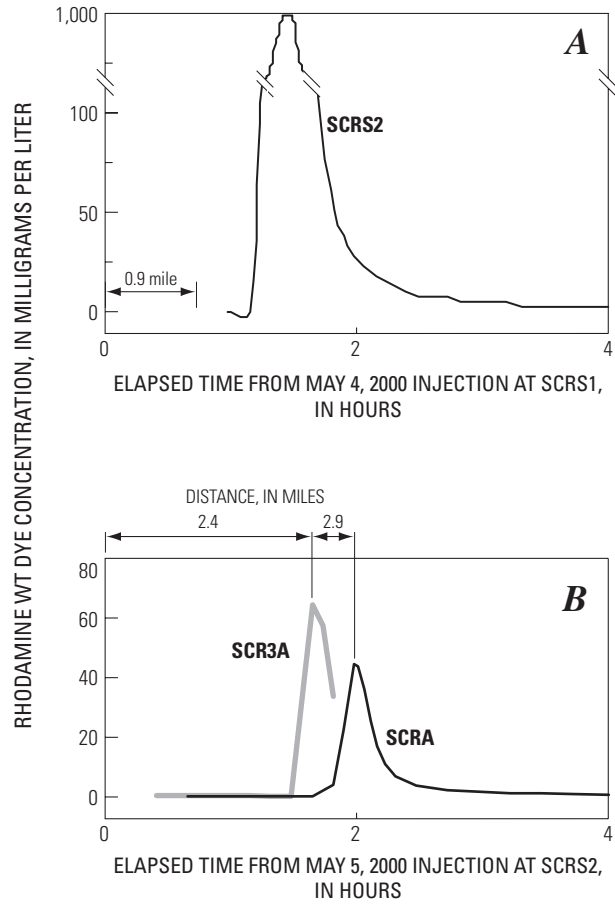 RHODAMINE WT DYE CONCENTRATION, IN MILLIGRAMS PER LITER
1,000
A
100
SCRS2
50
0.9 mile
0
0
2
4
ELAPSED TIME FROM MAY 4, 2000 INJECTION AT SCRS1,
IN HOURS
DISTANCE, IN MILES
2.4
2.9
80
B
60
SCR3A
40
SCRA
20
0
0
2
4
ELAPSED TIME FROM MAY 5, 2000 INJECTION AT SCRS2,
IN HOURS